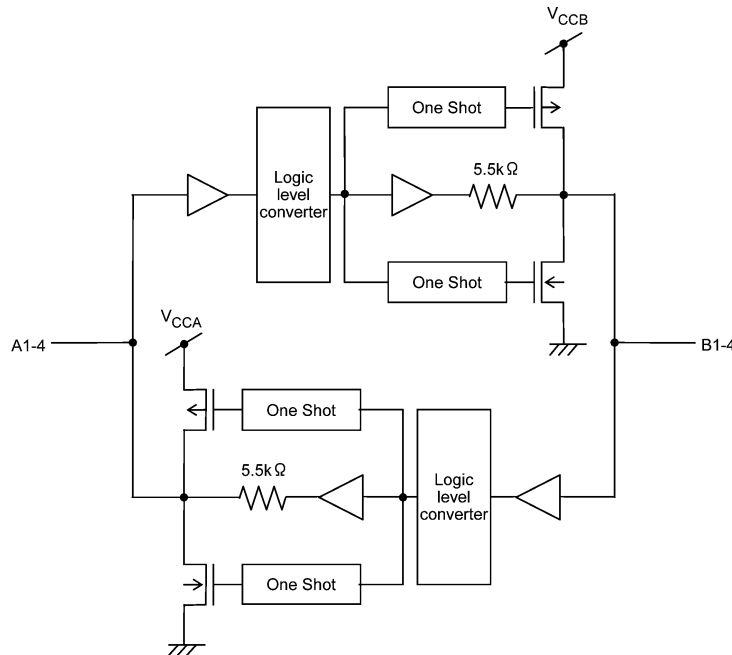 VCCB
One Shot
Logic
level
converter
5.5kΩ
One Shot
VCCA
A1-4
B1-4
One Shot
5.5kΩ
Logic
level
converter
One Shot